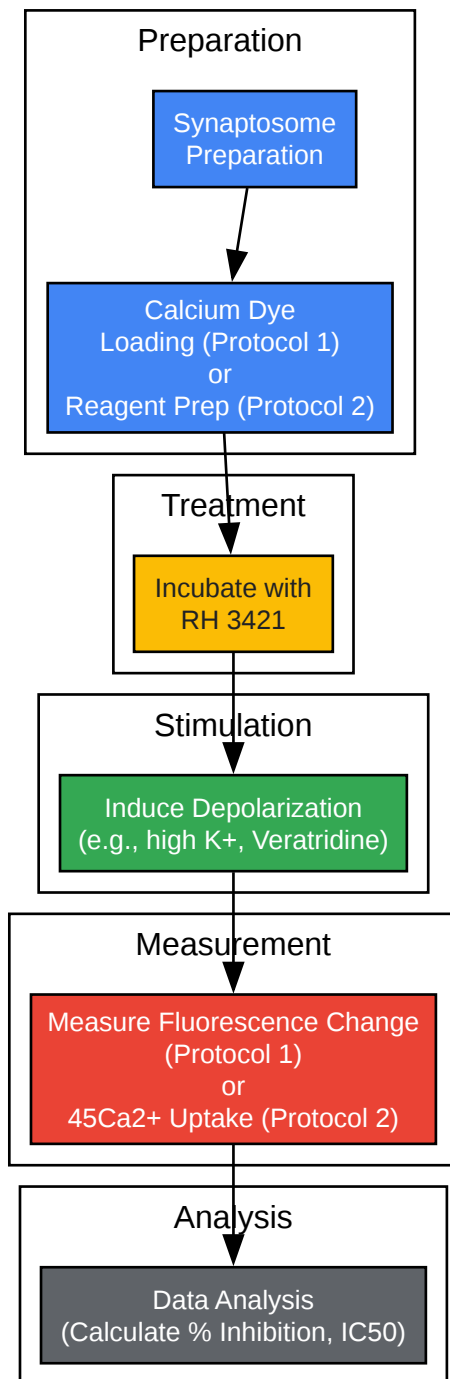 Preparation
Synaptosome
Preparation
Calcium Dye
Loading (Protocol 1)
or
Reagent Prep (Protocol 2)
Treatment
Incubate with
RH 3421
Stimulation
Induce Depolarization
(e.g., high K+, Veratridine)
Measurement
Measure Fluorescence Change
(Protocol 1)
or
45Ca2+ Uptake (Protocol 2)
Analysis
Data Analysis
(Calculate % Inhibition, IC50)